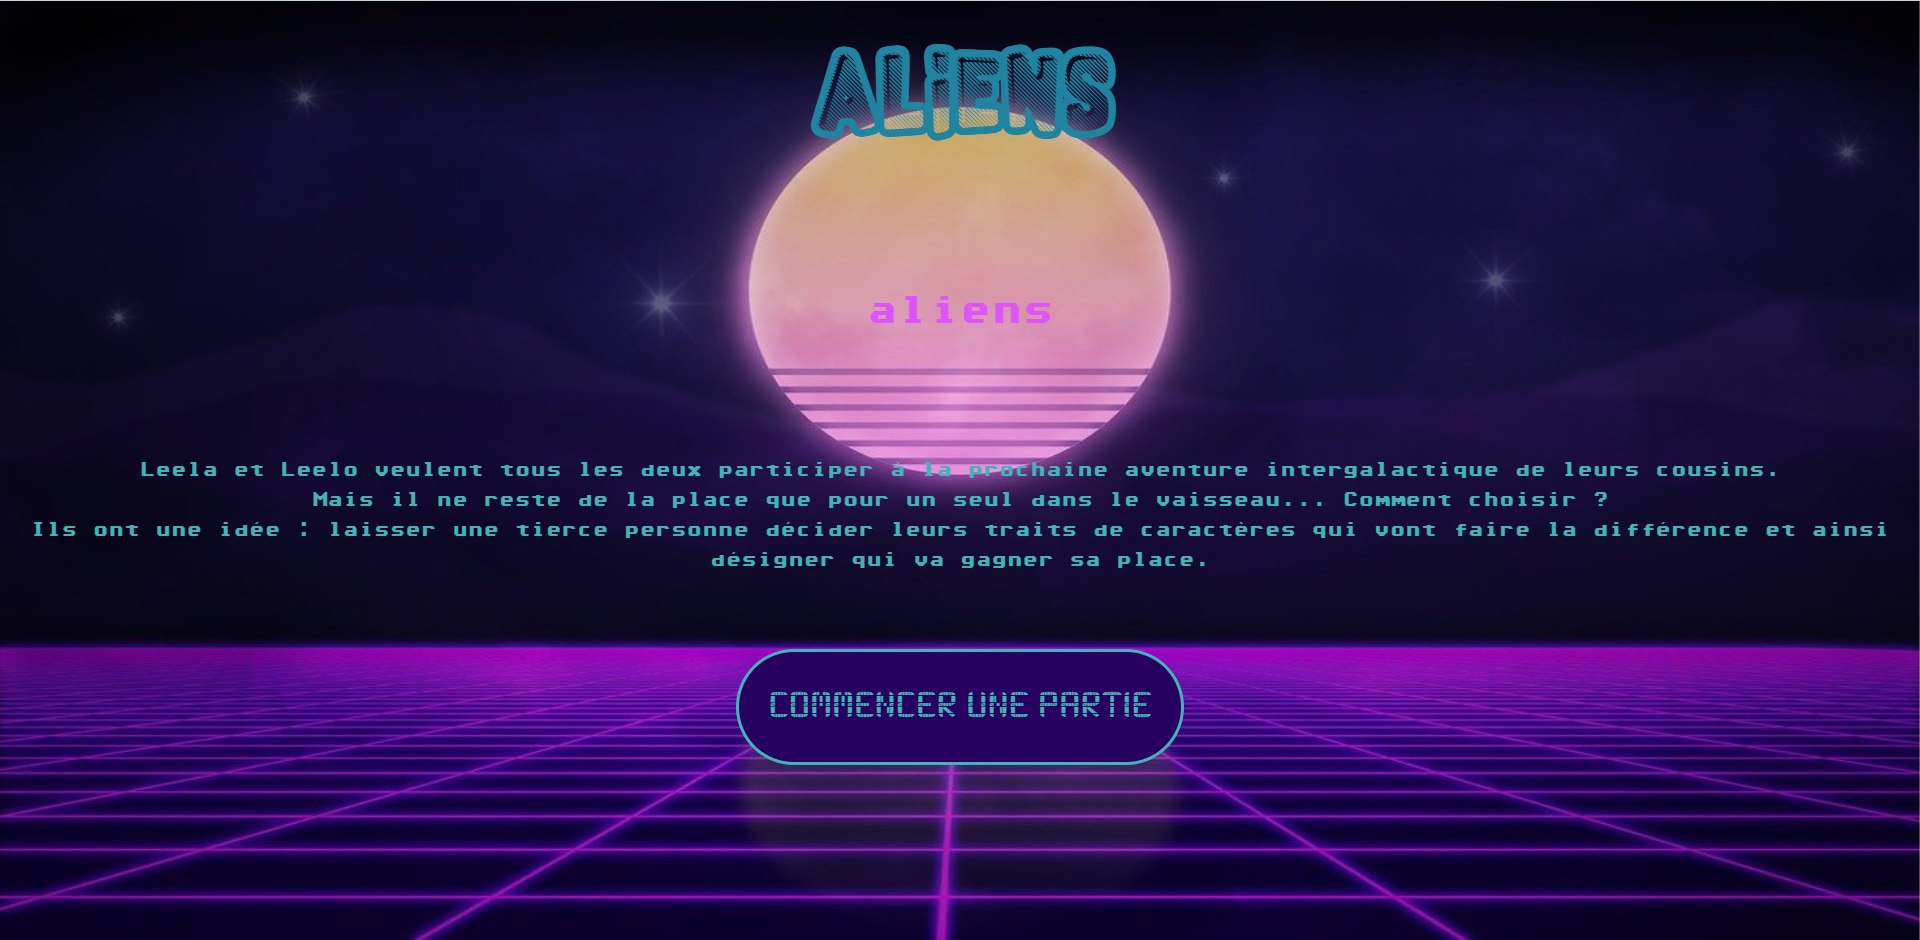 ALiENS
aliens
Leela et Leelo veulent tous les deux participer à la prochaine aventure intergalactique de leurs cousins.
Mais il ne reste de la place que pour un seul dans le vaisseau... Comment choisir ?
Ils ont une idée : laisser une tierce personne décider leurs traits de caractères qui vont faire la différence et ainsi
désigner qui va gagner sa place.
COMMENCER UNE PARTIE